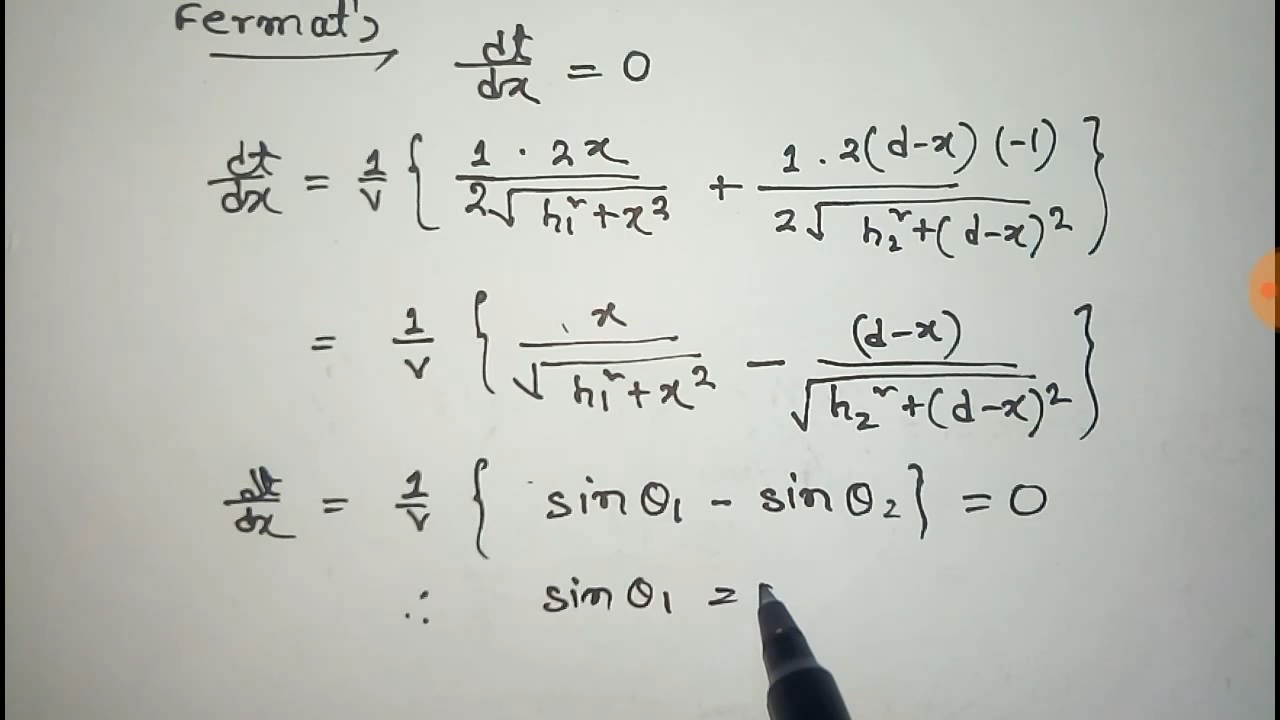 Fermat's
dt/dx = 0
dt/dx = 1/v { 1 · 2x / 2√(h₁² + x³) + 1 · 2(d-x)(-1) / 2√(h₂² + (d-x)²) }
= 1/v { x / √(h₁² + x²) - (d-x) / √(h₂² + (d-x)²) }
dt/dx = 1/v { sin θ₁ - sin θ₂ } = 0
∴ sin θ₁ =